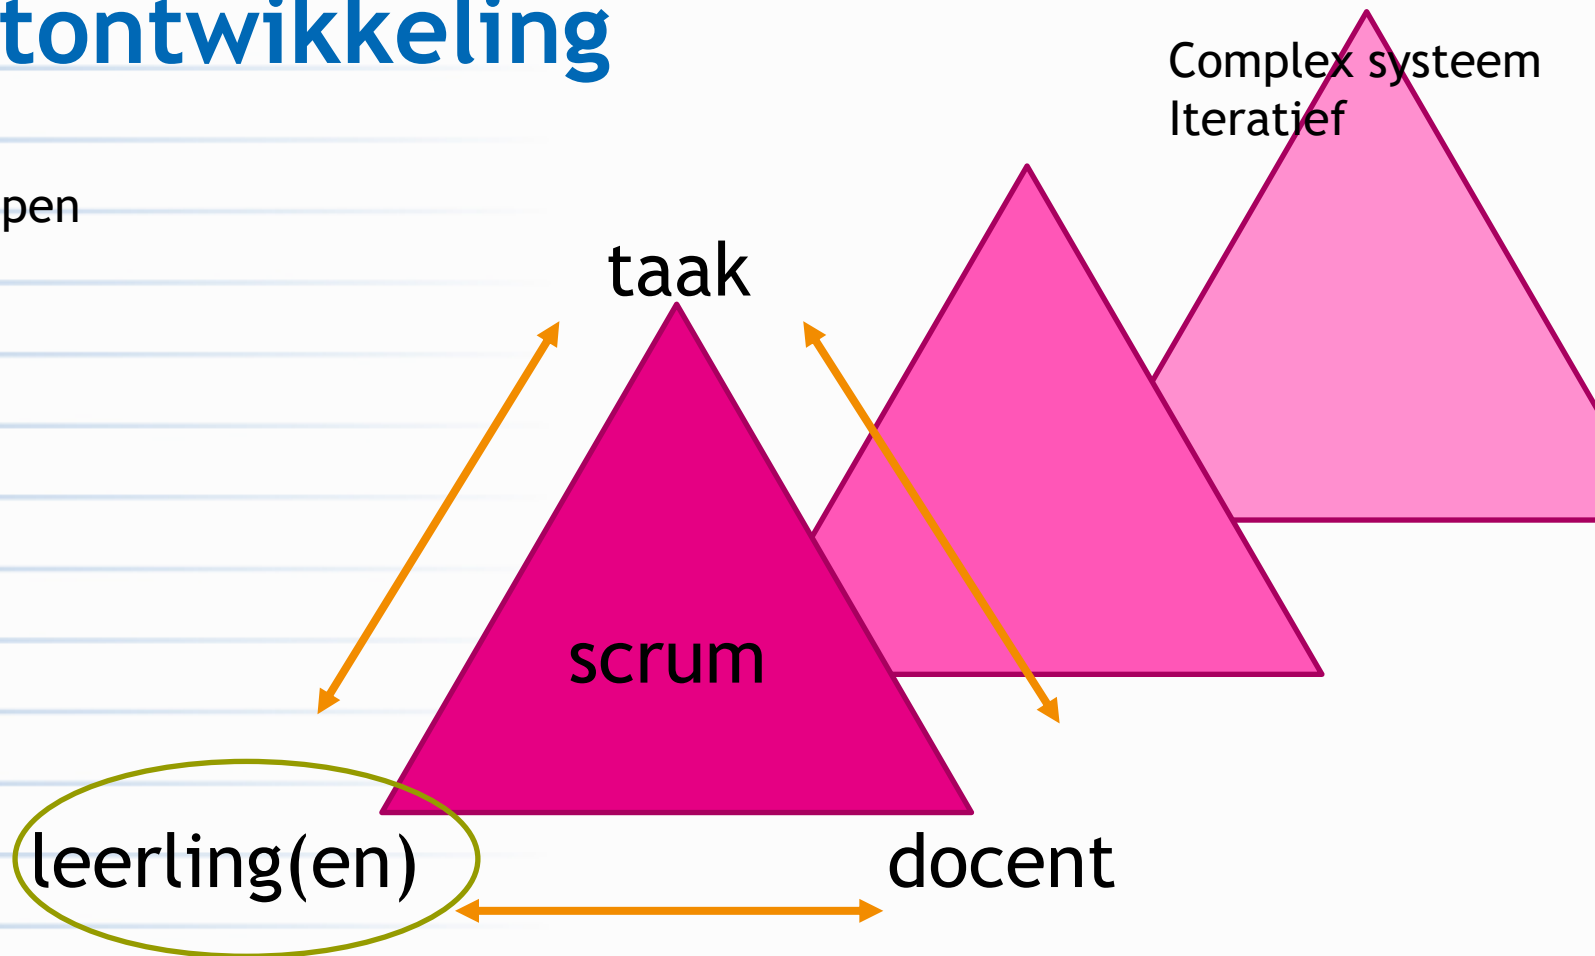 tontwikkeling
Complex systeem
Iteratief
pen
taak
scrum
leerling(en)
docent